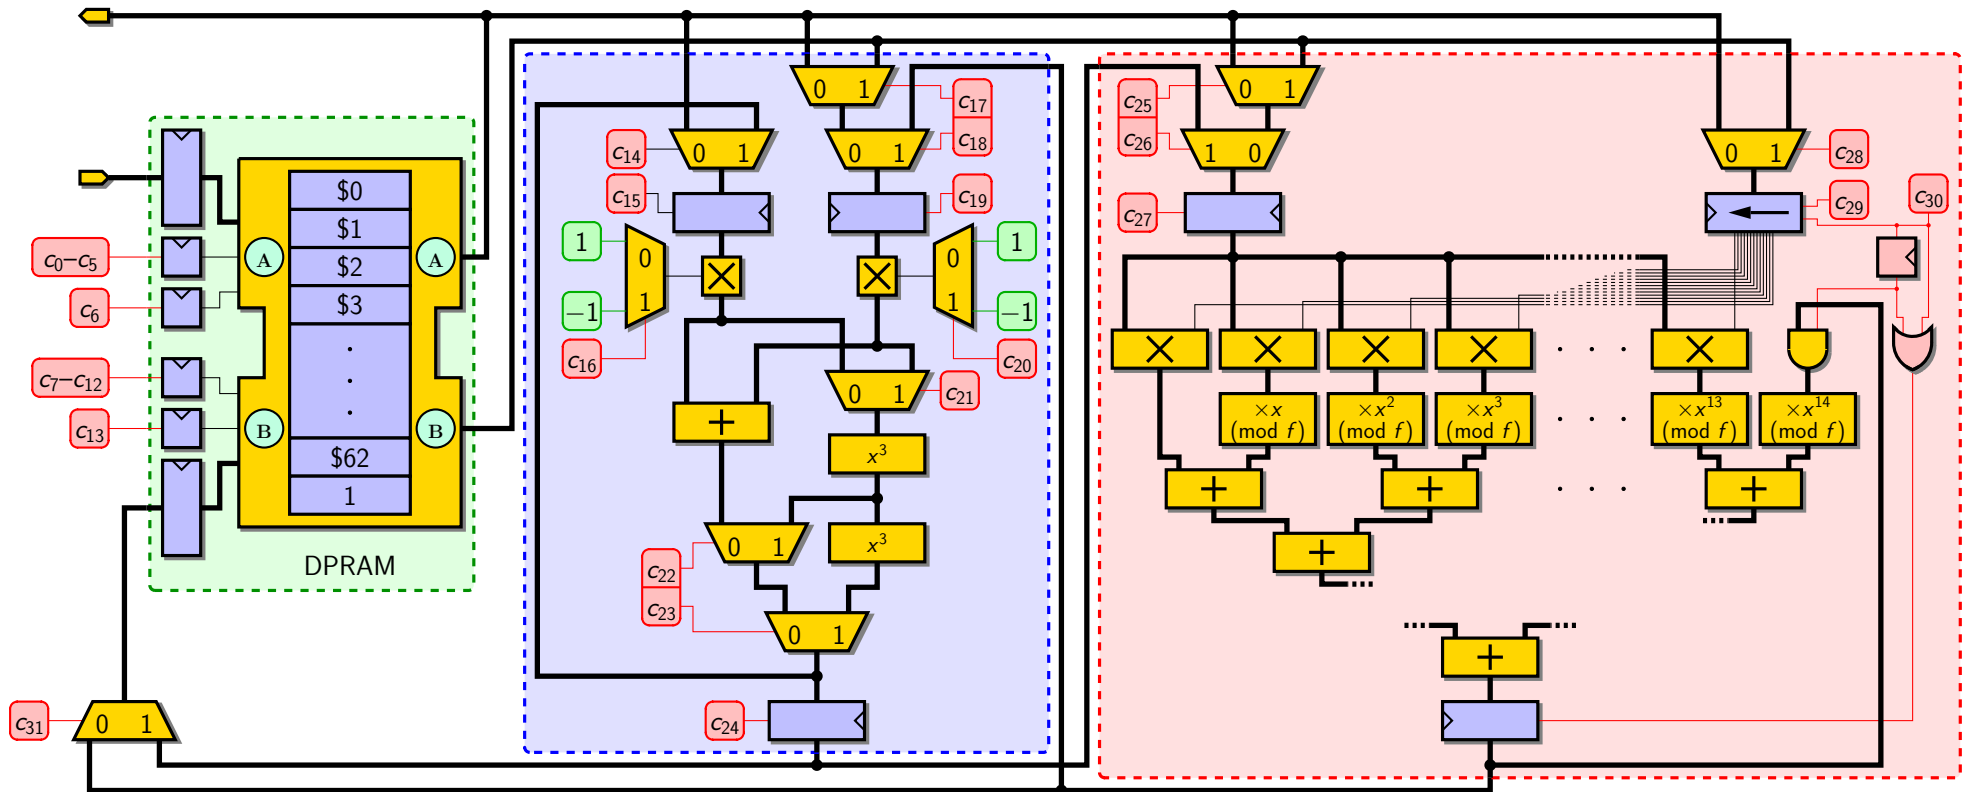 0 1
c17
c25
0 1
0 1
0 1
c14
c18
c26
1 0
0 1
c28
$0
c15
c19
c27
c29
c30
$1
1
0
0
1
c0–c5
A
$2
A
×
×
c6
$3
−1
1
1
−1
c16
c20
×
×
×
×
×
c7–c12
0 1
c21
c13
B
B
+
×x
(mod f)
×x²
(mod f)
×x³
(mod f)
×x¹³
(mod f)
×x¹⁴
(mod f)
$62
x³
1
+
+
+
DPRAM
0 1
x³
+
c22
c23
0 1
+
c31
0 1
c24